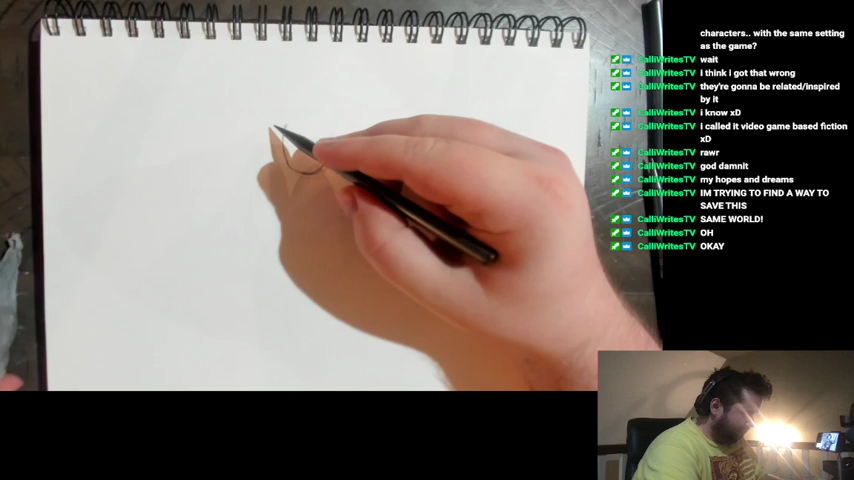 characters.. with the same setting
as the game?
CalliWritesTV wait
CalliWritesTV i think i got that wrong
CalliWritesTV they're gonna be related/inspired
by it
CalliWritesTV i know xD
CalliWritesTV i called it video game based fiction
xD
CalliWritesTV rawr
CalliWritesTV god damnit
CalliWritesTV my hopes and dreams
CalliWritesTV IM TRYING TO FIND A WAY TO
SAVE THIS
CalliWritesTV SAME WORLD!
CalliWritesTV OH
CalliWritesTV OKAY